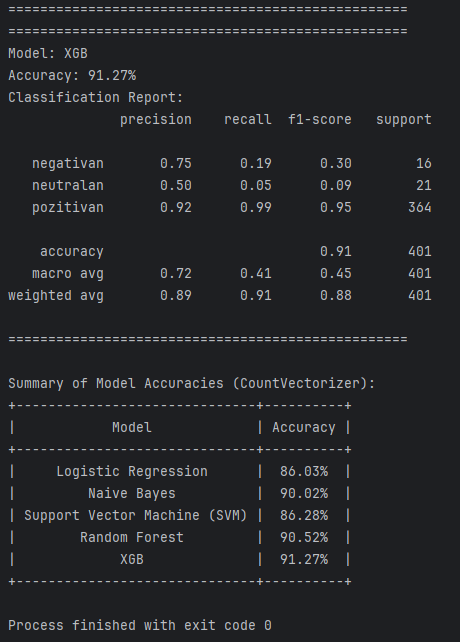 ==================================================
==================================================
Model: XGB
Accuracy: 91.27%
Classification Report:
              precision    recall  f1-score   support

   negativan       0.75      0.19      0.30        16
   neutralan       0.50      0.05      0.09        21
   pozitivan       0.92      0.99      0.95       364

    accuracy                           0.91       401
   macro avg       0.72      0.41      0.45       401
weighted avg       0.89      0.91      0.88       401

==================================================

Summary of Model Accuracies (CountVectorizer):
+------------------------------+----------+
|            Model             | Accuracy |
+------------------------------+----------+
|     Logistic Regression      |  86.03%  |
|         Naive Bayes          |  90.02%  |
| Support Vector Machine (SVM) |  86.28%  |
|        Random Forest         |  90.52%  |
|             XGB              |  91.27%  |
+------------------------------+----------+

Process finished with exit code 0